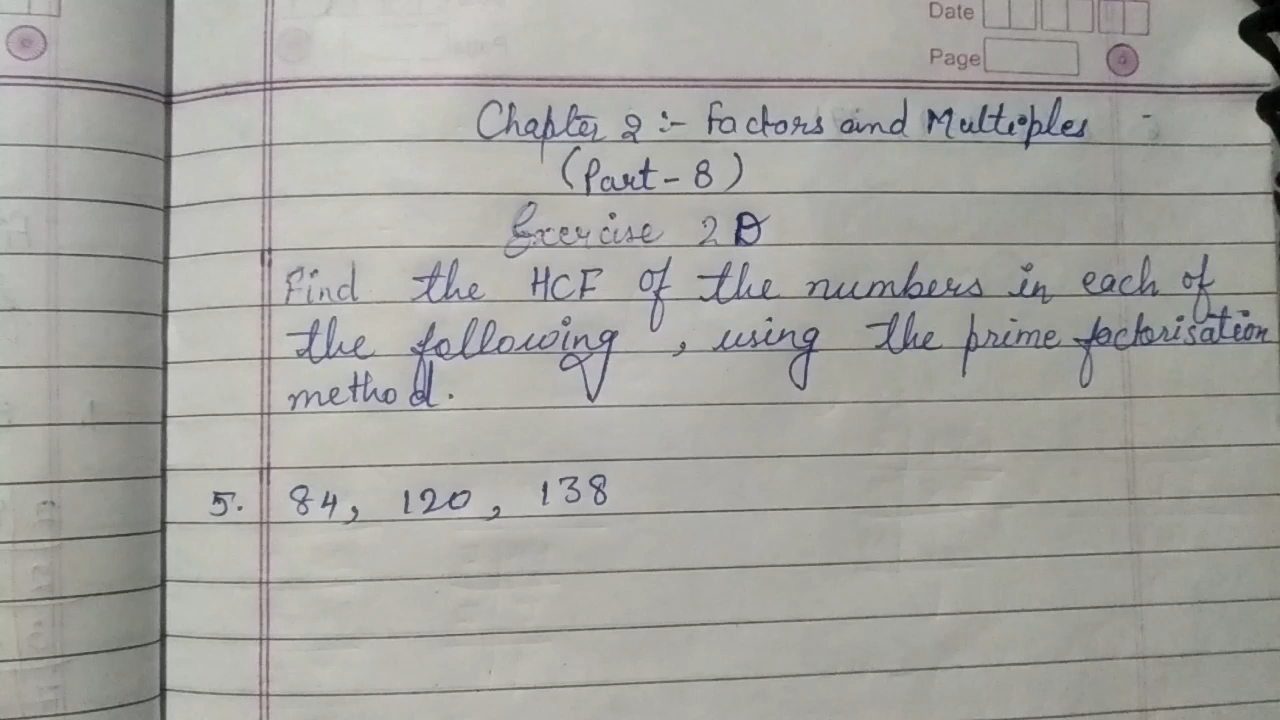 Date
Page
Chapter 2 :- Factors and Multiples
(Part - 8)
Exercise 2D
Find the HCF of the numbers in each of
the following , using the prime factorisation
method.
5. 84, 120, 138